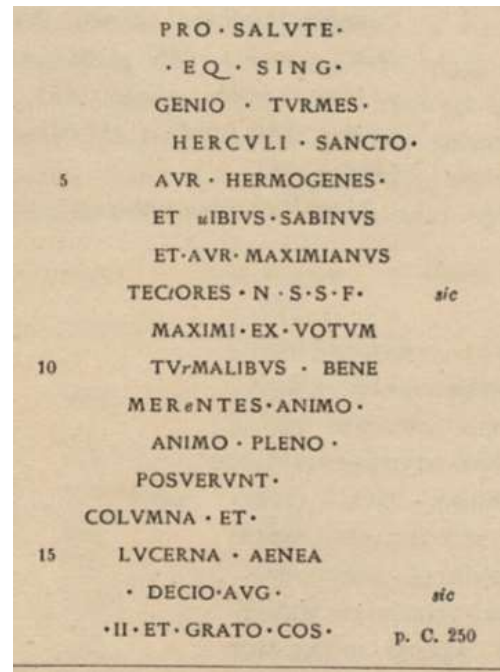 PRO · SALVTE ·
· EQ · SING ·
GENIO · TVRMES ·
HERCVLI · SANCTO ·
5 AVR · HERMOGENES ·
ET uIBIVS · SABINVS
ET · AVR · MAXIMIANVS
TECtORES · N · S · S · F · sic
MAXIMI · EX · VOTVM
10 TVrMALIBVS · BENE
MEReNTES · ANIMO ·
ANIMO · PLENO ·
POSVERVNT ·
COLVMNA · ET ·
15 LVCERNA · AENEA
· DECIO · AVG · sic
· II · ET · GRATO · COS · p. C. 250